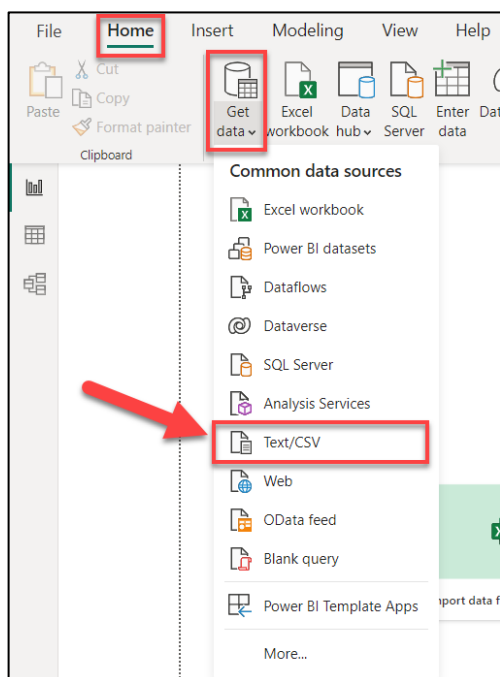 File Home Insert Modeling View Help
Cut
Copy
Format painter
Paste
Clipboard
Get data
Excel workbook
Data hub
SQL Server
Enter data
Common data sources
Excel workbook
Power BI datasets
Dataflows
Dataverse
SQL Server
Analysis Services
Text/CSV
Web
OData feed
Blank query
Power BI Template Apps
More...
data f